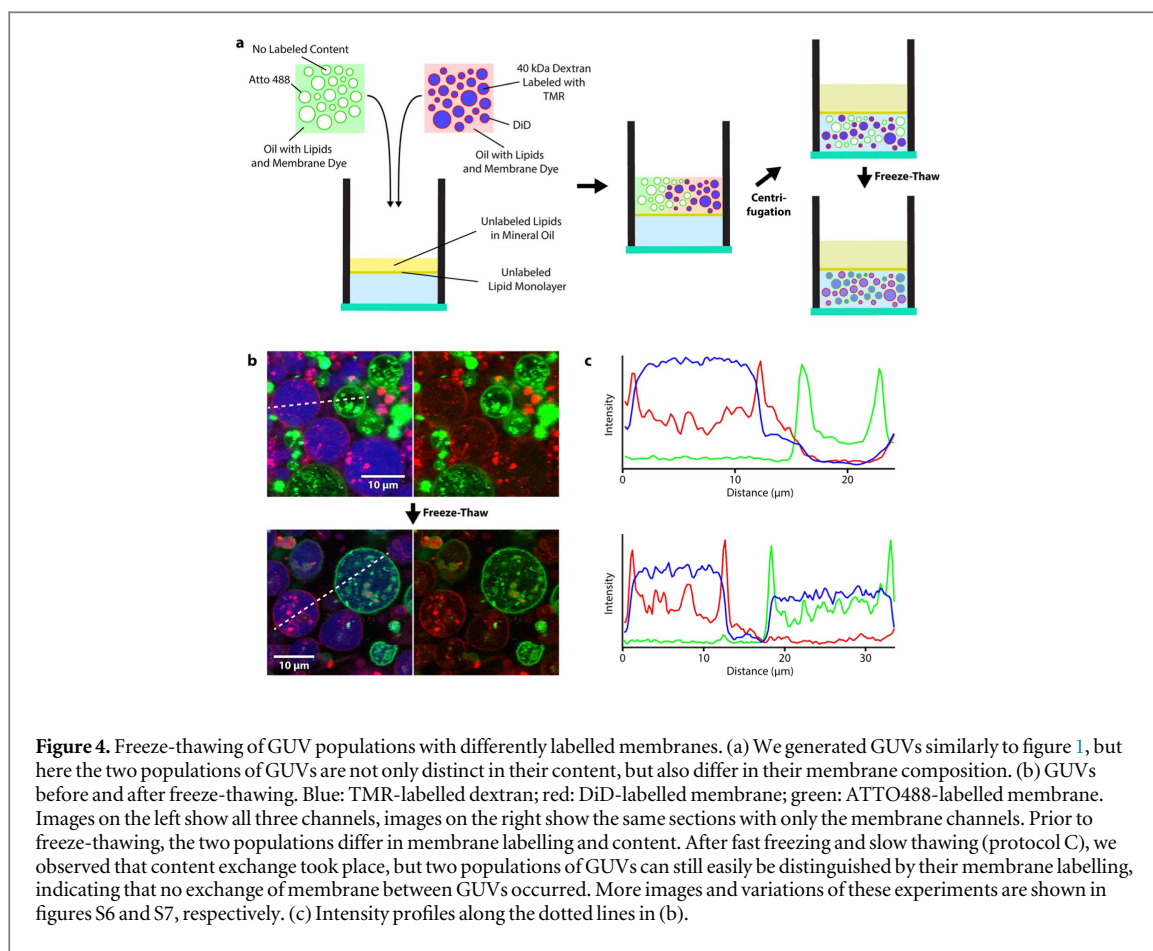 a
No Labeled Content
Atto 488
Oil with Lipids
and Membrane Dye
40 kDa Dextran
Labeled with
TMR
DiD
Oil with Lipids
and Membrane Dye
Unlabeled Lipids
in Mineral Oil
Unlabeled
Lipid Monolayer
Centri-
fugation
Freeze-Thaw
b
10 µm
Freeze-Thaw
10 µm
c
Intensity
0
10
20
Distance (µm)
Intensity
0
10
20
30
Distance (µm)
Figure 4. Freeze-thawing of GUV populations with differently labelled membranes. (a) We generated GUVs similarly to figure 1, but
here the two populations of GUVs are not only distinct in their content, but also differ in their membrane composition. (b) GUVs
before and after freeze-thawing. Blue: TMR-labelled dextran; red: DiD-labelled membrane; green: ATTO488-labelled membrane.
Images on the left show all three channels, images on the right show the same sections with only the membrane channels. Prior to
freeze-thawing, the two populations differ in membrane labelling and content. After fast freezing and slow thawing (protocol C), we
observed that content exchange took place, but two populations of GUVs can still easily be distinguished by their membrane labelling,
indicating that no exchange of membrane between GUVs occurred. More images and variations of these experiments are shown in
figures S6 and S7, respectively. (c) Intensity profiles along the dotted lines in (b).